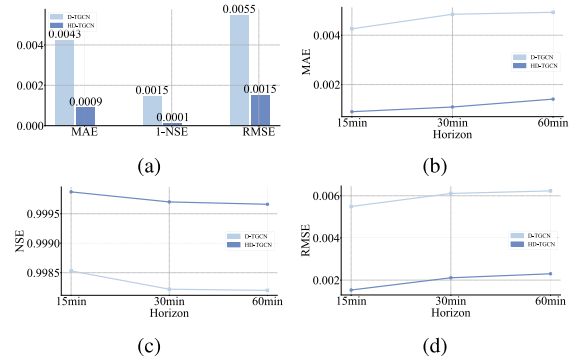 D-TGCN
HD-TGCN
0.0055
0.0043
0.0015
0.0009
0.0001
0.0015
0.004
0.002
0.000
MAE
1-NSE
RMSE
(a)
MAE
0.004
0.002
D-TGCN
HD-TGCN
15min
30min
60min
Horizon
(b)
NSE
0.9995
0.9990
0.9985
D-TGCN
HD-TGCN
15min
30min
60min
Horizon
(c)
RMSE
0.006
0.004
0.002
D-TGCN
HD-TGCN
15min
30min
60min
Horizon
(d)